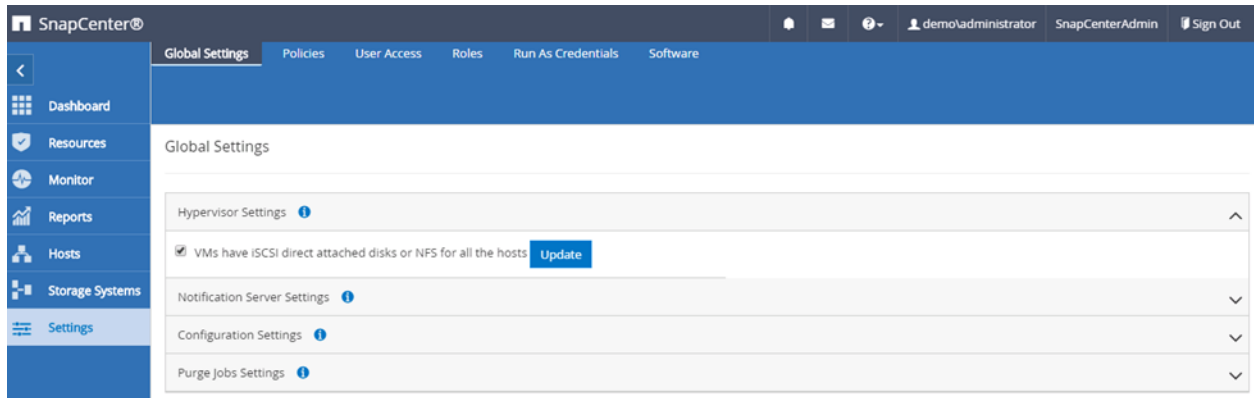 SnapCenter®
demo\administrator
SnapCenterAdmin
Sign Out
Global Settings
Policies
User Access
Roles
Run As Credentials
Software
Dashboard
Resources
Monitor
Reports
Hosts
Storage Systems
Settings
Global Settings
Hypervisor Settings
VMs have iSCSI direct attached disks or NFS for all the hosts
Update
Notification Server Settings
Configuration Settings
Purge Jobs Settings